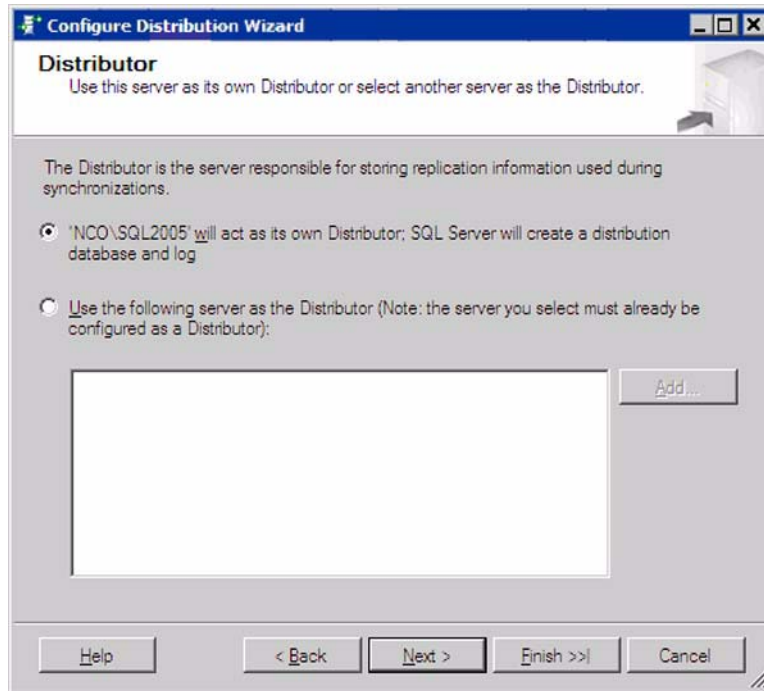 Configure Distribution Wizard
Distributor
Use this server as its own Distributor or select another server as the Distributor.
The Distributor is the server responsible for storing replication information used during
synchronizations.
'NCO\SQL2005' will act as its own Distributor; SQL Server will create a distribution
database and log
Use the following server as the Distributor (Note: the server you select must already be
configured as a Distributor):
Add...
Help
< Back
Next >
Finish >>|
Cancel